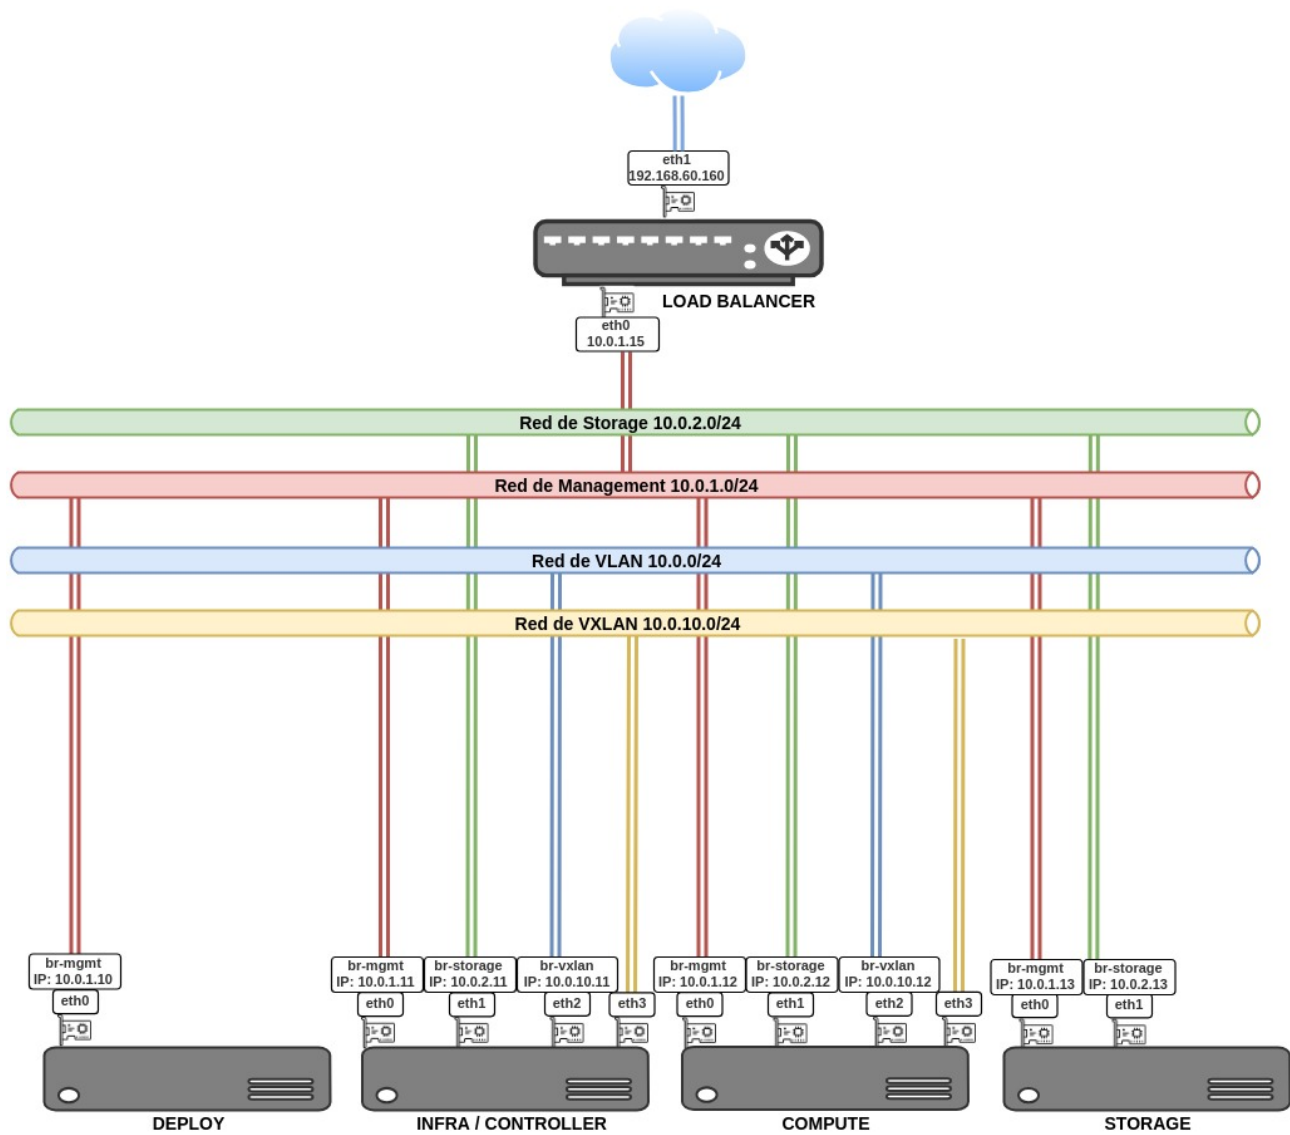 eth1
192.168.60.160
LOAD BALANCER
eth0
10.0.1.15
Red de Storage 10.0.2.0/24
Red de Management 10.0.1.0/24
Red de VLAN 10.0.0/24
Red de VXLAN 10.0.10.0/24
br-mgmt
IP: 10.0.1.10
eth0
DEPLOY
br-mgmt
IP: 10.0.1.11
eth0
br-storage
IP: 10.0.2.11
eth1
br-vxlan
IP: 10.0.10.11
eth2
eth3
INFRA / CONTROLLER
br-mgmt
IP: 10.0.1.12
eth0
br-storage
IP: 10.0.2.12
eth1
br-vxlan
IP: 10.0.10.12
eth2
eth3
COMPUTE
br-mgmt
IP: 10.0.1.13
eth0
br-storage
IP: 10.0.2.13
eth1
STORAGE